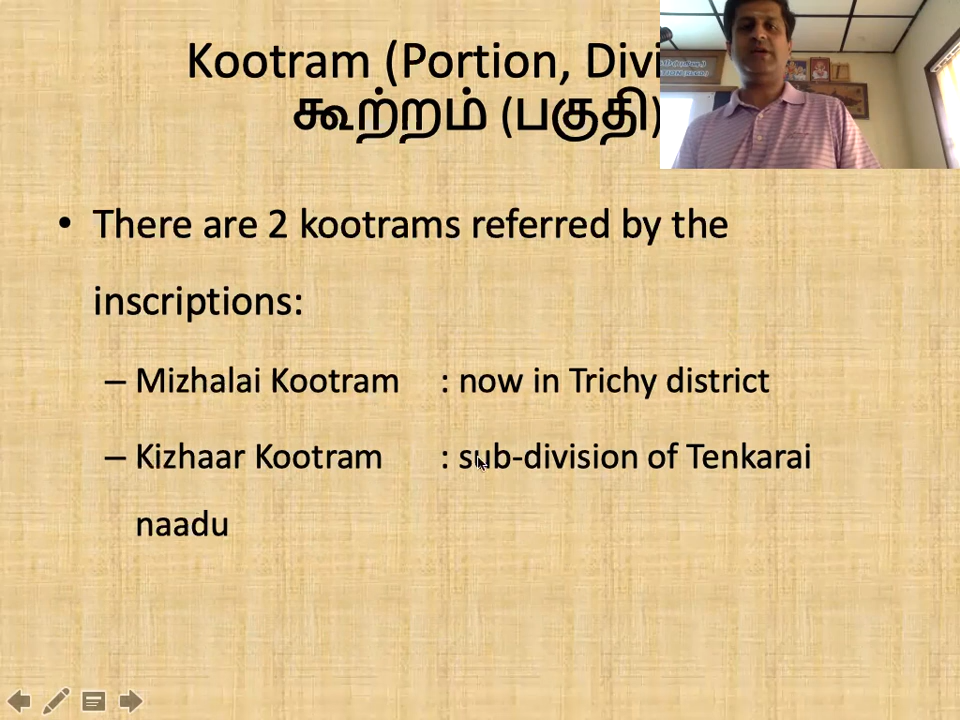 Kootram (Portion,
கூற்றம் (பகுதி)
• There are 2 kootrams referred by the
inscriptions:
– Mizhalai Kootram : now in Trichy district
– Kizhaar Kootram : sub-division of Tenkarai
naadu